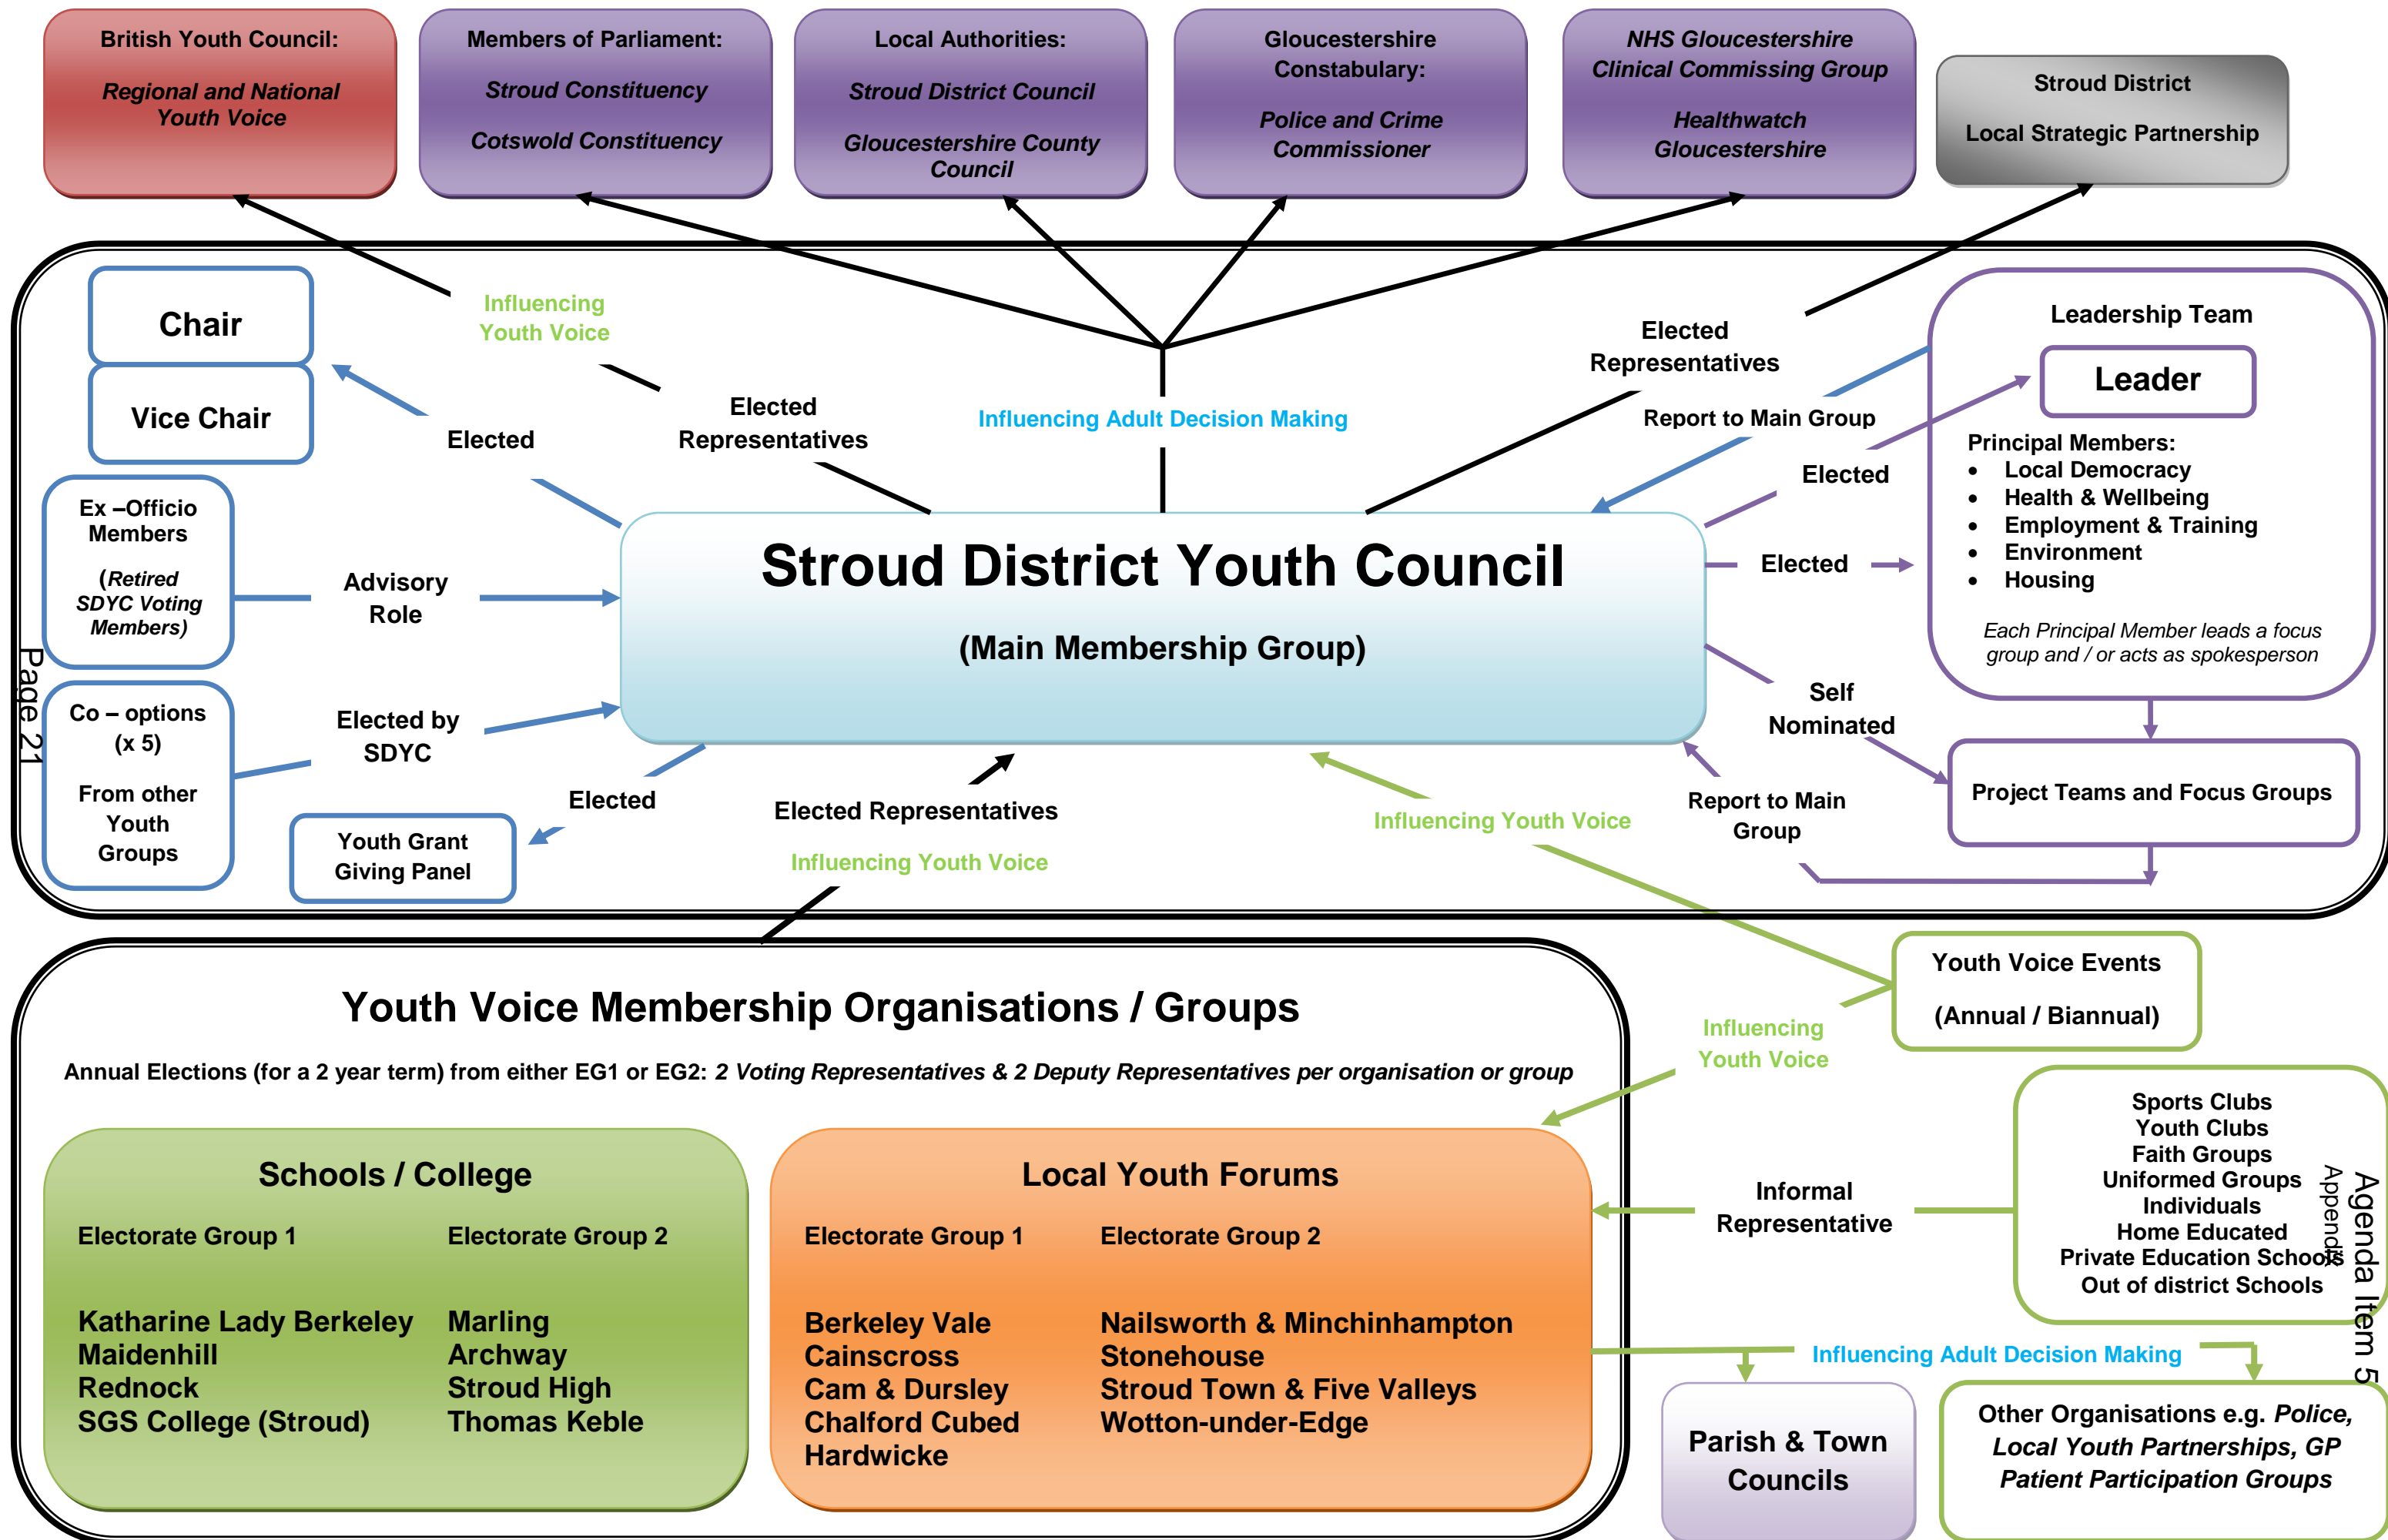 British Youth Council:
Regional and National
Youth Voice
Members of Parliament:
Stroud Constituency
Cotswold Constituency
Local Authorities:
Stroud District Council
Gloucestershire County
Council
Gloucestershire
Constabulary:
Police and Crime
Commissioner
NHS Gloucestershire
Clinical Commissing Group
Healthwatch
Gloucestershire
Stroud District
Local Strategic Partnership
Chair
Vice Chair
Elected
Influencing
Youth Voice
Elected
Representatives
Influencing Adult Decision Making
Elected
Representatives
Report to Main Group
Elected
Elected
Leadership Team
Leader
Principal Members:
• Local Democracy
• Health & Wellbeing
• Employment & Training
• Environment
• Housing
Each Principal Member leads a focus
group and / or acts as spokesperson
Ex –Officio
Members
(Retired
SDYC Voting
Members)
Advisory
Role
Stroud District Youth Council
(Main Membership Group)
Page 21
Co – options
(x 5)
From other
Youth
Groups
Elected by
SDYC
Elected
Youth Grant
Giving Panel
Elected Representatives
Influencing Youth Voice
Influencing Youth Voice
Self
Nominated
Report to Main
Group
Project Teams and Focus Groups
Youth Voice Membership Organisations / Groups
Annual Elections (for a 2 year term) from either EG1 or EG2: 2 Voting Representatives & 2 Deputy Representatives per organisation or group
Schools / College
Electorate Group 1
Katharine Lady Berkeley
Maidenhill
Rednock
SGS College (Stroud)
Electorate Group 2
Marling
Archway
Stroud High
Thomas Keble
Local Youth Forums
Electorate Group 1
Berkeley Vale
Cainscross
Cam & Dursley
Chalford Cubed
Hardwicke
Electorate Group 2
Nailsworth & Minchinhampton
Stonehouse
Stroud Town & Five Valleys
Wotton-under-Edge
Youth Voice Events
(Annual / Biannual)
Influencing
Youth Voice
Informal
Representative
Sports Clubs
Youth Clubs
Faith Groups
Uniformed Groups
Individuals
Home Educated
Private Education Schools
Out of district Schools
Agenda Item 5
Appendix
Influencing Adult Decision Making
Parish & Town
Councils
Other Organisations e.g. Police,
Local Youth Partnerships, GP
Patient Participation Groups